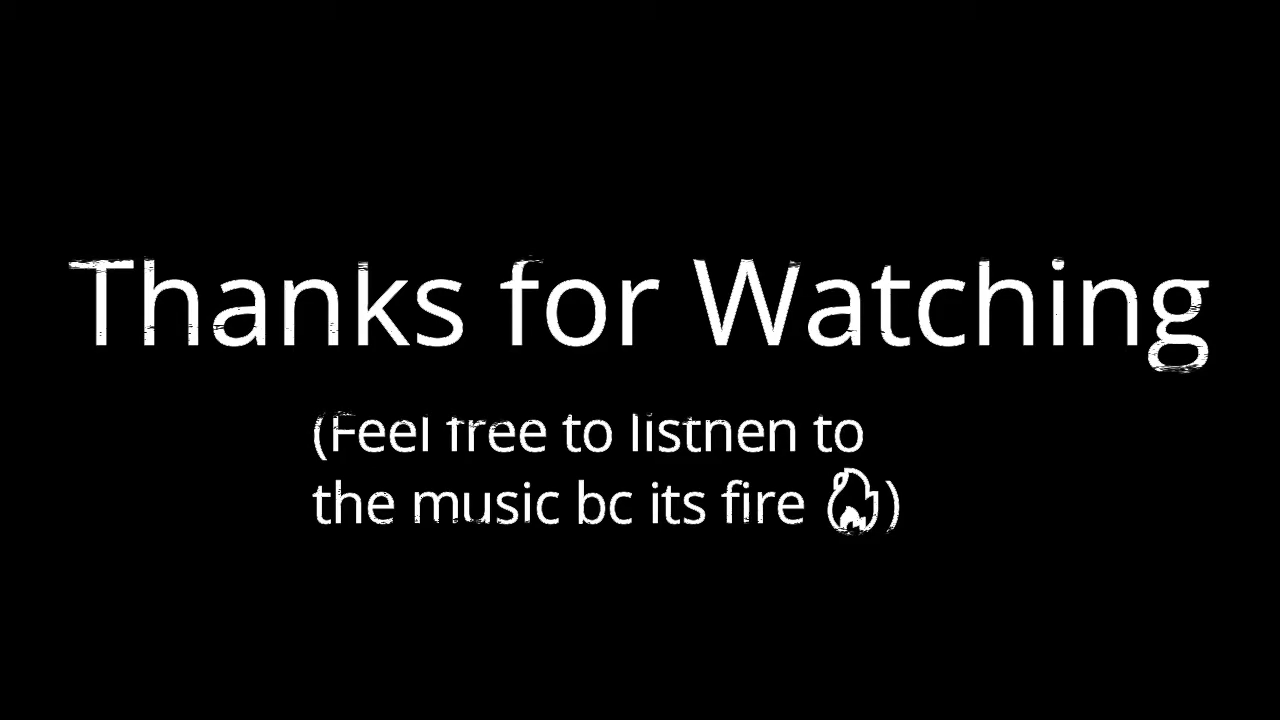 Thanks for Watching
(Feel free to listnen to
the music bc its fire 🔥)